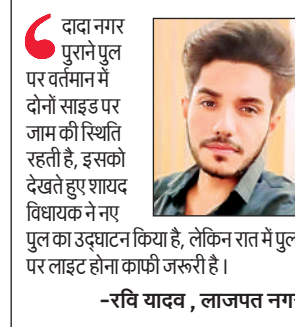 दादा नगर
पुराने पुल
पर वर्तमान में
दोनों साइड पर
जाम की स्थिति
रहती है, इसको
देखते हुए शायद
विधायक ने नए
पुल का उद्घाटन किया है, लेकिन रात में पुल
पर लाइट होना काफी जरूरी है।
-रवि यादव, लाजपत नगर